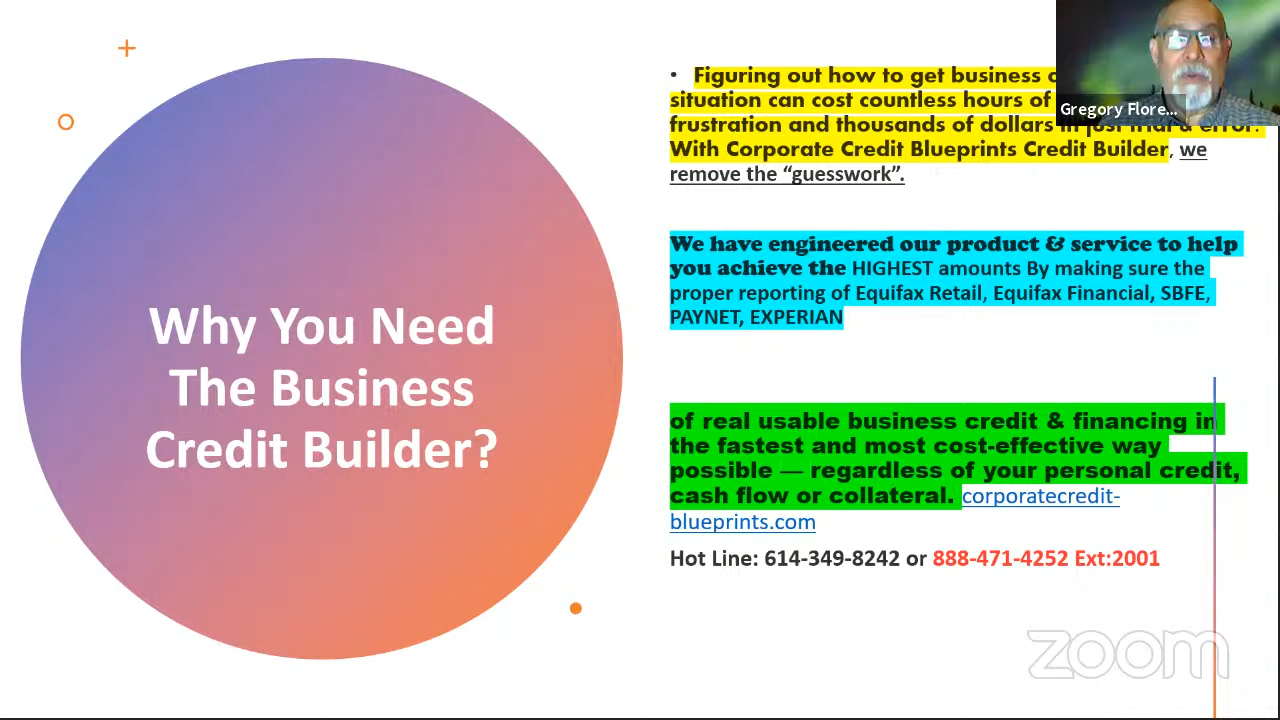 Why You Need
The Business
Credit Builder?
• Figuring out how to get business
situation can cost countless hours of
frustration and thousands of dollars in just trial & error.
With Corporate Credit Blueprints Credit Builder, we
remove the “guesswork”.
We have engineered our product & service to help
you achieve the HIGHEST amounts By making sure the
proper reporting of Equifax Retail, Equifax Financial, SBFE,
PAYNET, EXPERIAN
of real usable business credit & financing in
the fastest and most cost-effective way
possible — regardless of your personal credit,
cash flow or collateral. corporatecredit-
blueprints.com
Hot Line: 614-349-8242 or 888-471-4252 Ext:2001
Gregory Flore...
zoom